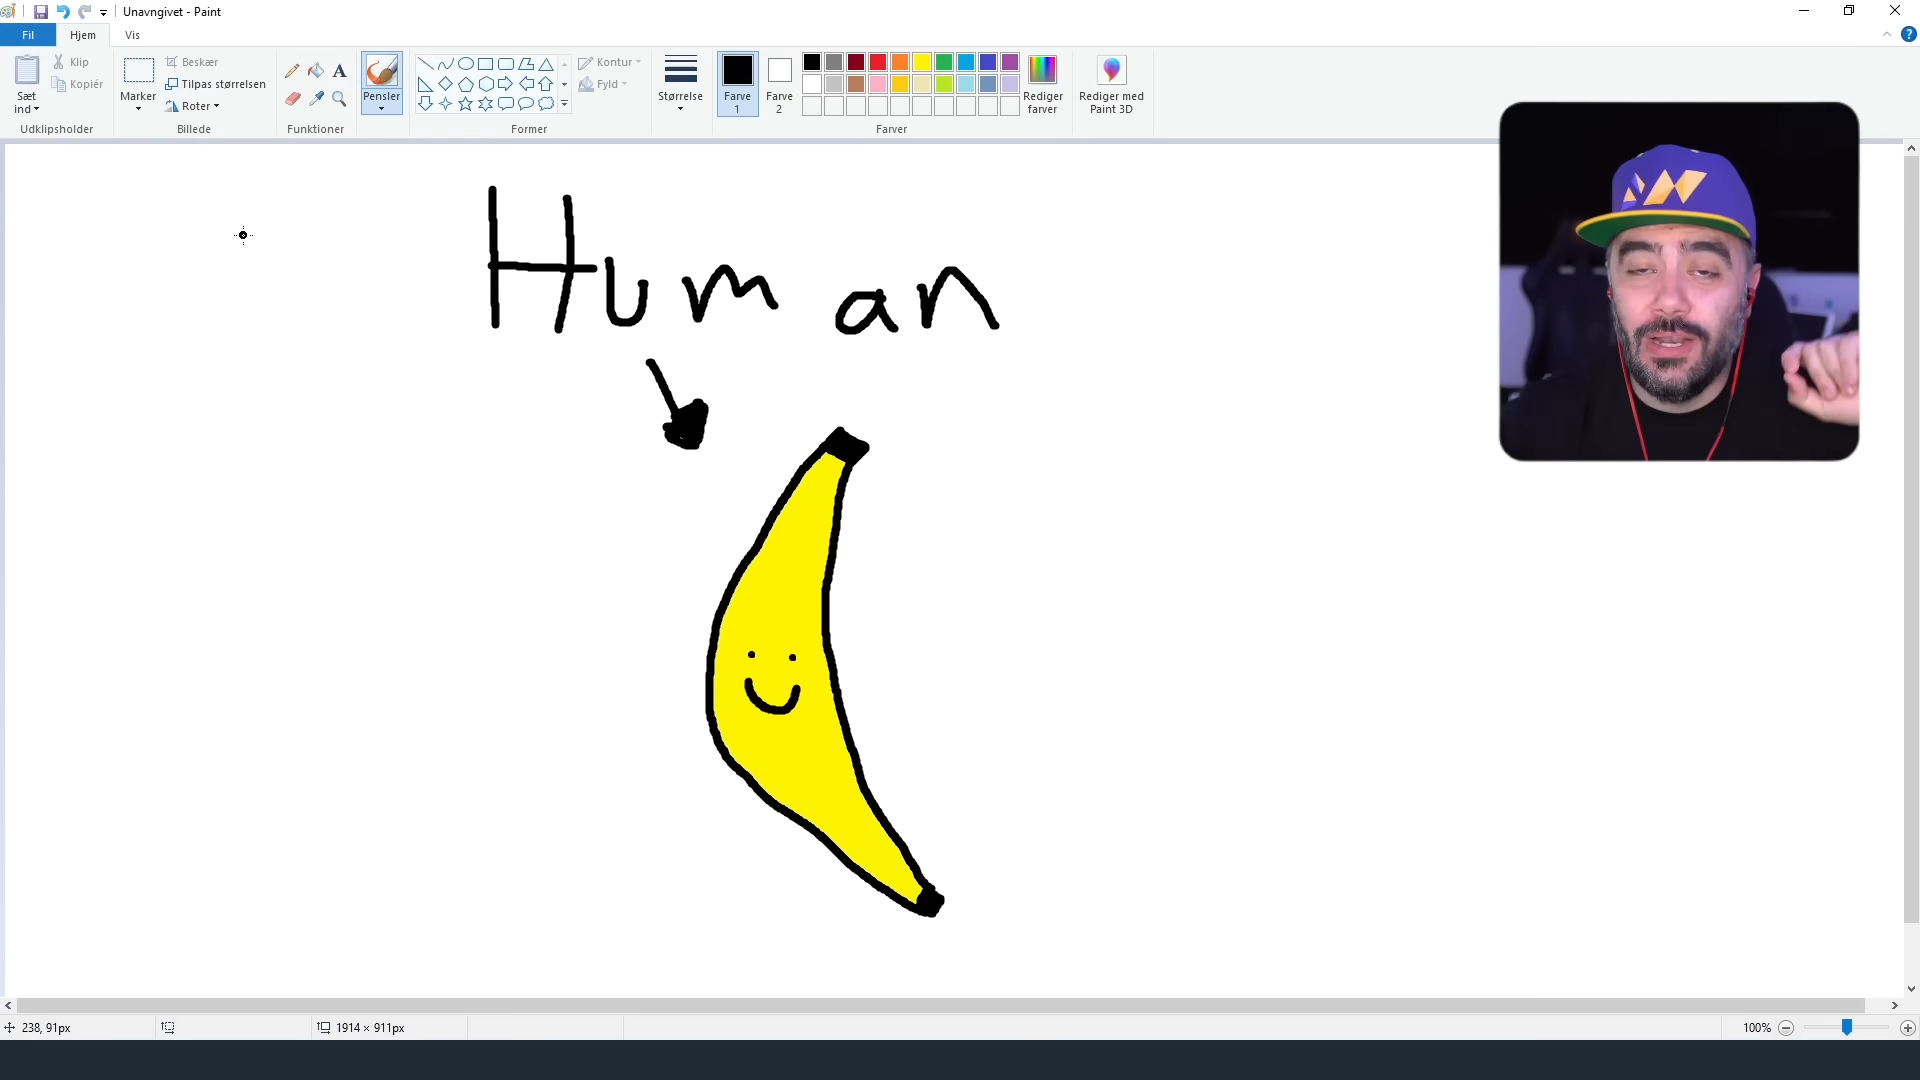 Unavngivet - Paint
Fil Hjem Vis
Sæt ind
Klip
Kopiér
Udklipsholder
Marker
Beskær
Tilpas størrelsen
Roter
Billede
A
Funktioner
Pensler
Kontur
Fyld
Former
Størrelse
Farve 1
Farve 2
Rediger farver
Farver
Rediger med Paint 3D
?
Human
238, 91px
1914 × 911px
100%